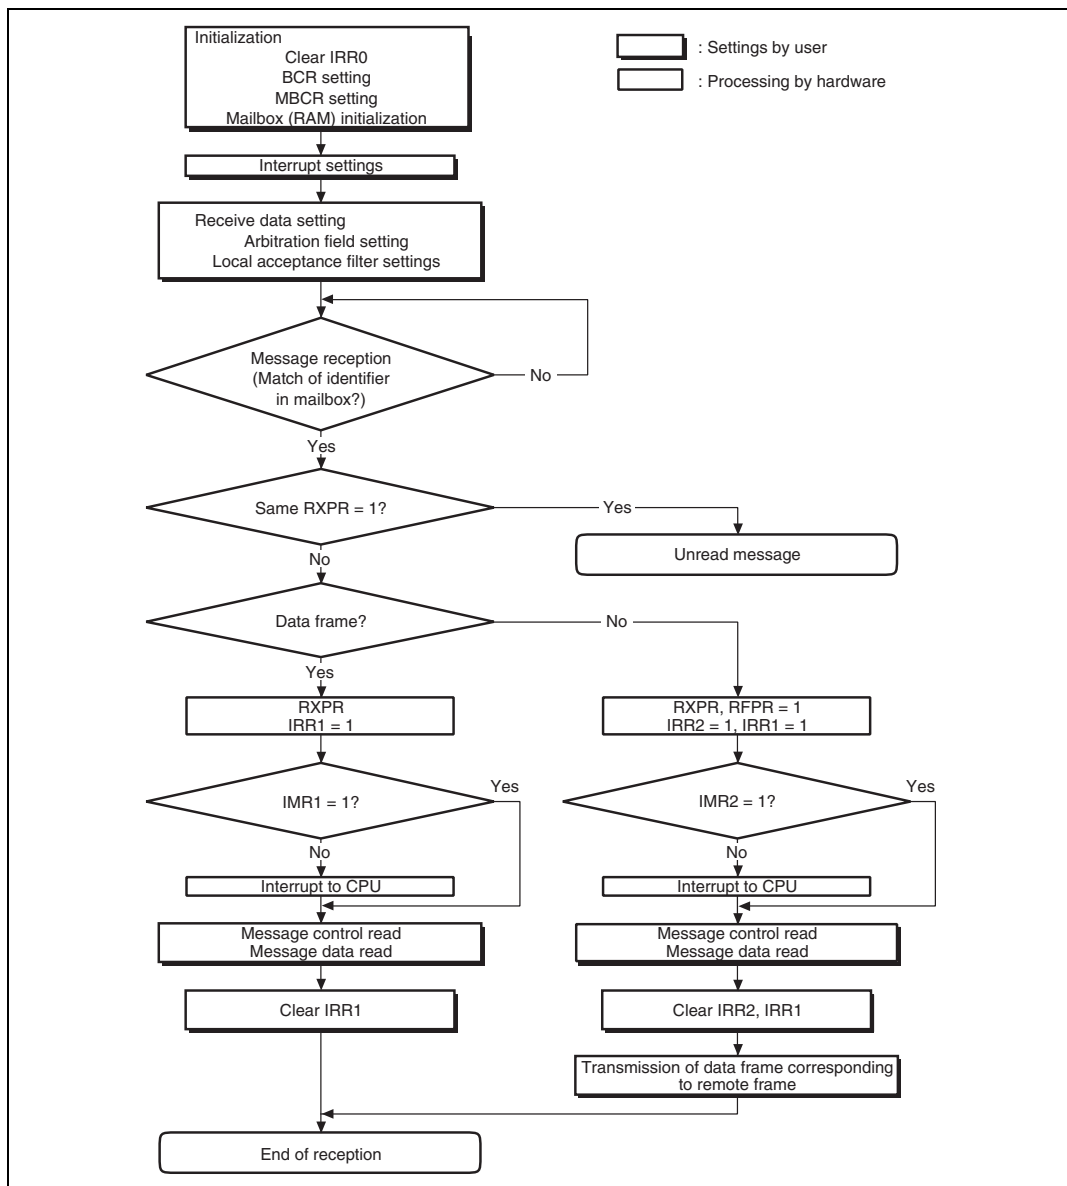 Initialization
Clear IRR0
BCR setting
MBCR setting
Mailbox (RAM) initialization
: Settings by user
: Processing by hardware
Interrupt settings
Receive data setting
Arbitration field setting
Local acceptance filter settings
Message reception
(Match of identifier
in mailbox?)
No
Yes
Same RXPR = 1?
Yes
Unread message
No
Data frame?
No
Yes
RXPR
IRR1 = 1
RXPR, RFPR = 1
IRR2 = 1, IRR1 = 1
IMR1 = 1?
Yes
IMR2 = 1?
Yes
No
No
Interrupt to CPU
Interrupt to CPU
Message control read
Message data read
Message control read
Message data read
Clear IRR1
Clear IRR2, IRR1
Transmission of data frame corresponding
to remote frame
End of reception